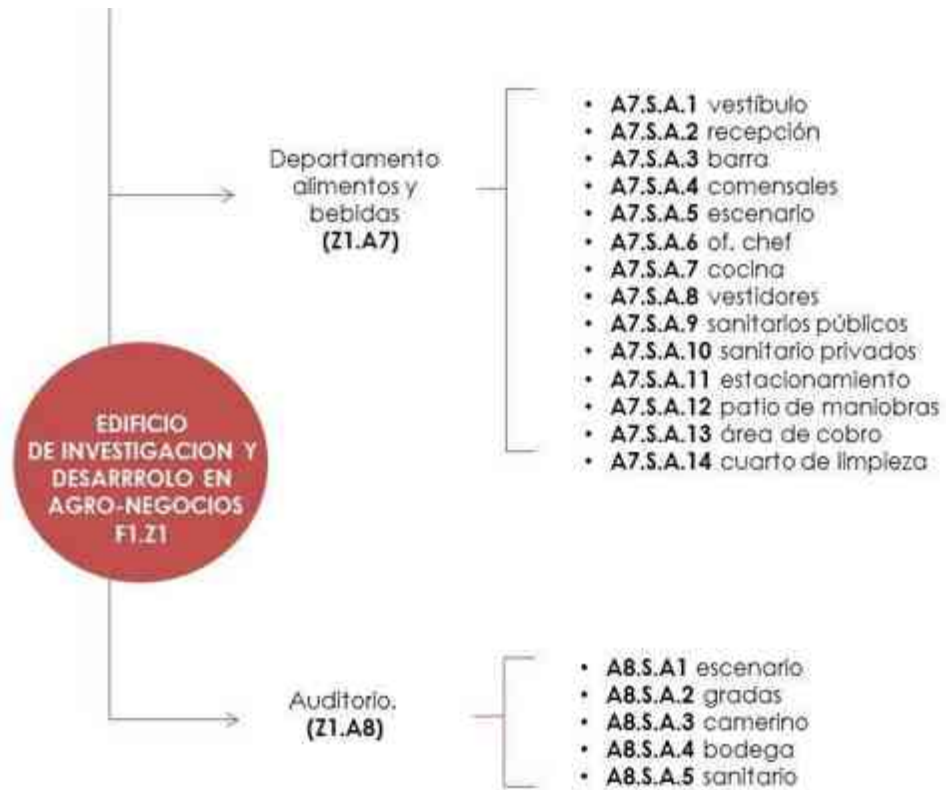 Departamento
alimentos y
bebidas
(Z1.A7)
• A7.S.A.1 vestíbulo
• A7.S.A.2 recepción
• A7.S.A.3 barra
• A7.S.A.4 comensales
• A7.S.A.5 escenario
• A7.S.A.6 of. chef
• A7.S.A.7 cocina
• A7.S.A.8 vestidores
• A7.S.A.9 sanitarios públicos
• A7.S.A.10 sanitario privados
• A7.S.A.11 estacionamiento
• A7.S.A.12 patio de maniobras
• A7.S.A.13 área de cobro
• A7.S.A.14 cuarto de limpieza
EDIFICIO
DE INVESTIGACION Y
DESARRROLO EN
AGRO-NEGOCIOS
F1.Z1
Auditorio.
(Z1.A8)
• A8.S.A1 escenario
• A8.S.A.2 gradas
• A8.S.A.3 camerino
• A8.S.A.4 bodega
• A8.S.A.5 sanitario